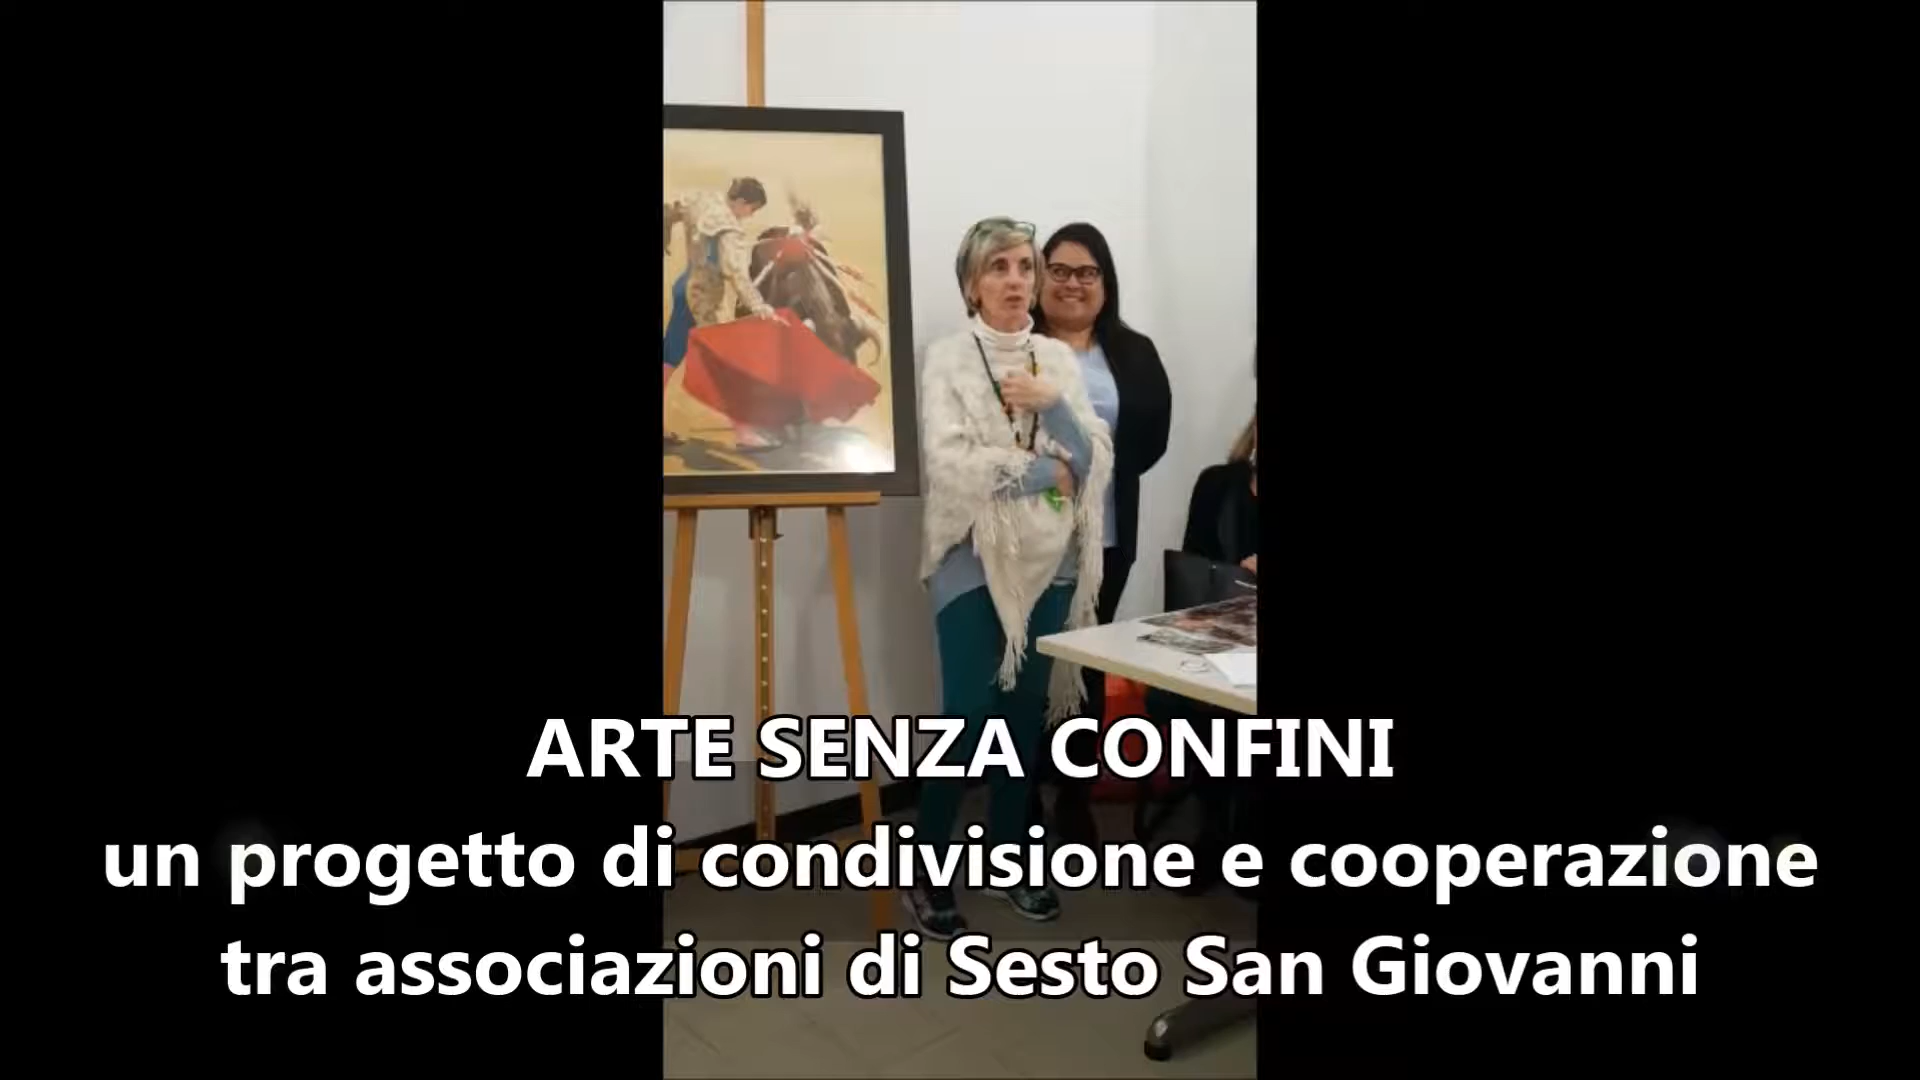 ARTE SENZA CONFINI
un progetto di condivisione e cooperazione
tra associazioni di Sesto San Giovanni